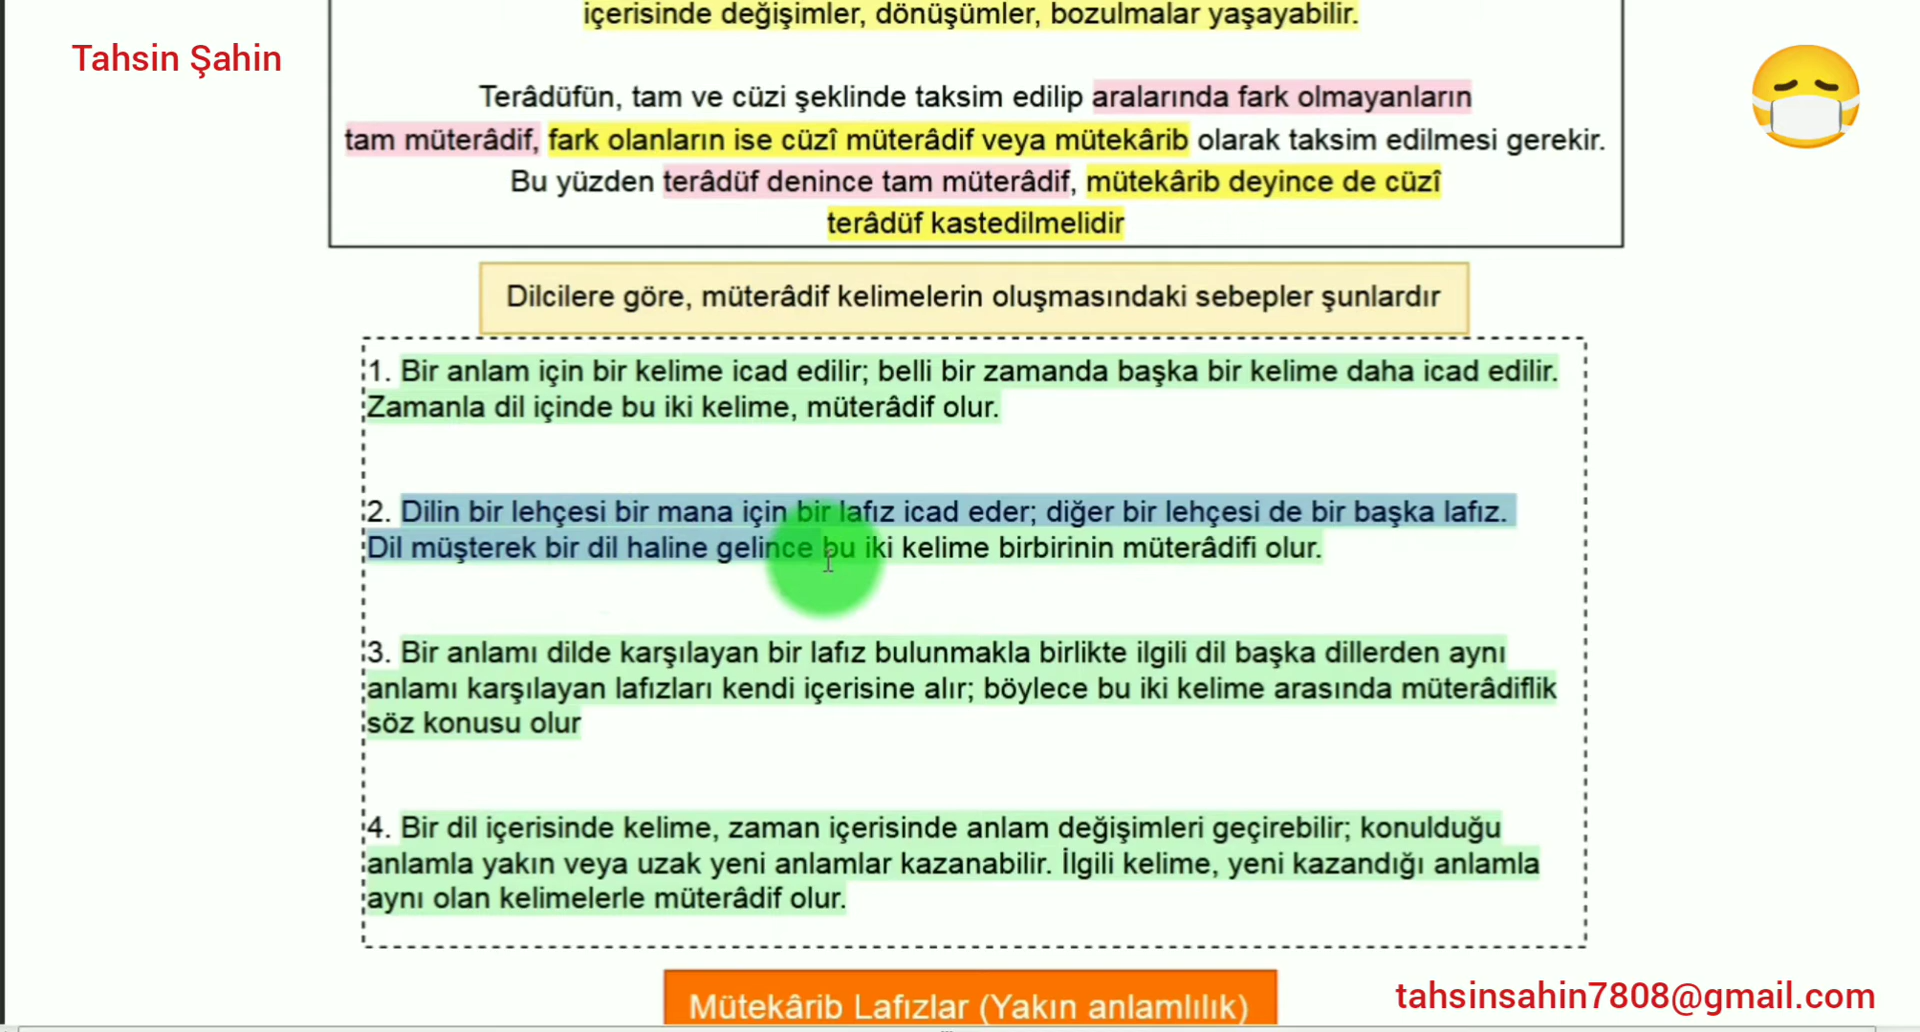 içerisinde değişimler, dönüşümler, bozulmalar yaşayabilir.
Tahsin Şahin
Terâdüfün, tam ve cüzi şeklinde taksim edilip aralarında fark olmayanların
tam müterâdif, fark olanların ise cüzî müterâdif veya mütekârib olarak taksim edilmesi gerekir.
Bu yüzden terâdüf denince tam müterâdif, mütekârib deyince de cüzî
terâdüf kastedilmelidir
Dilcilere göre, müterâdif kelimelerin oluşmasındaki sebepler şunlardır
1. Bir anlam için bir kelime icad edilir; belli bir zamanda başka bir kelime daha icad edilir.
Zamanla dil içinde bu iki kelime, müterâdif olur.
2. Dilin bir lehçesi bir mana için bir lafız icad eder; diğer bir lehçesi de bir başka lafız.
Dil müşterek bir dil haline gelince bu iki kelime birbirinin müterâdifi olur.
3. Bir anlamı dilde karşılayan bir lafız bulunmakla birlikte ilgili dil başka dillerden aynı
anlamı karşılayan lafızları kendi içerisine alır; böylece bu iki kelime arasında müterâdiflik
söz konusu olur
4. Bir dil içerisinde kelime, zaman içerisinde anlam değişimleri geçirebilir; konulduğu
anlamla yakın veya uzak yeni anlamlar kazanabilir. İlgili kelime, yeni kazandığı anlamla
aynı olan kelimelerle müterâdif olur.
Mütekârib Lafızlar (Yakın anlamlılık)
tahsinsahin7808@gmail.com